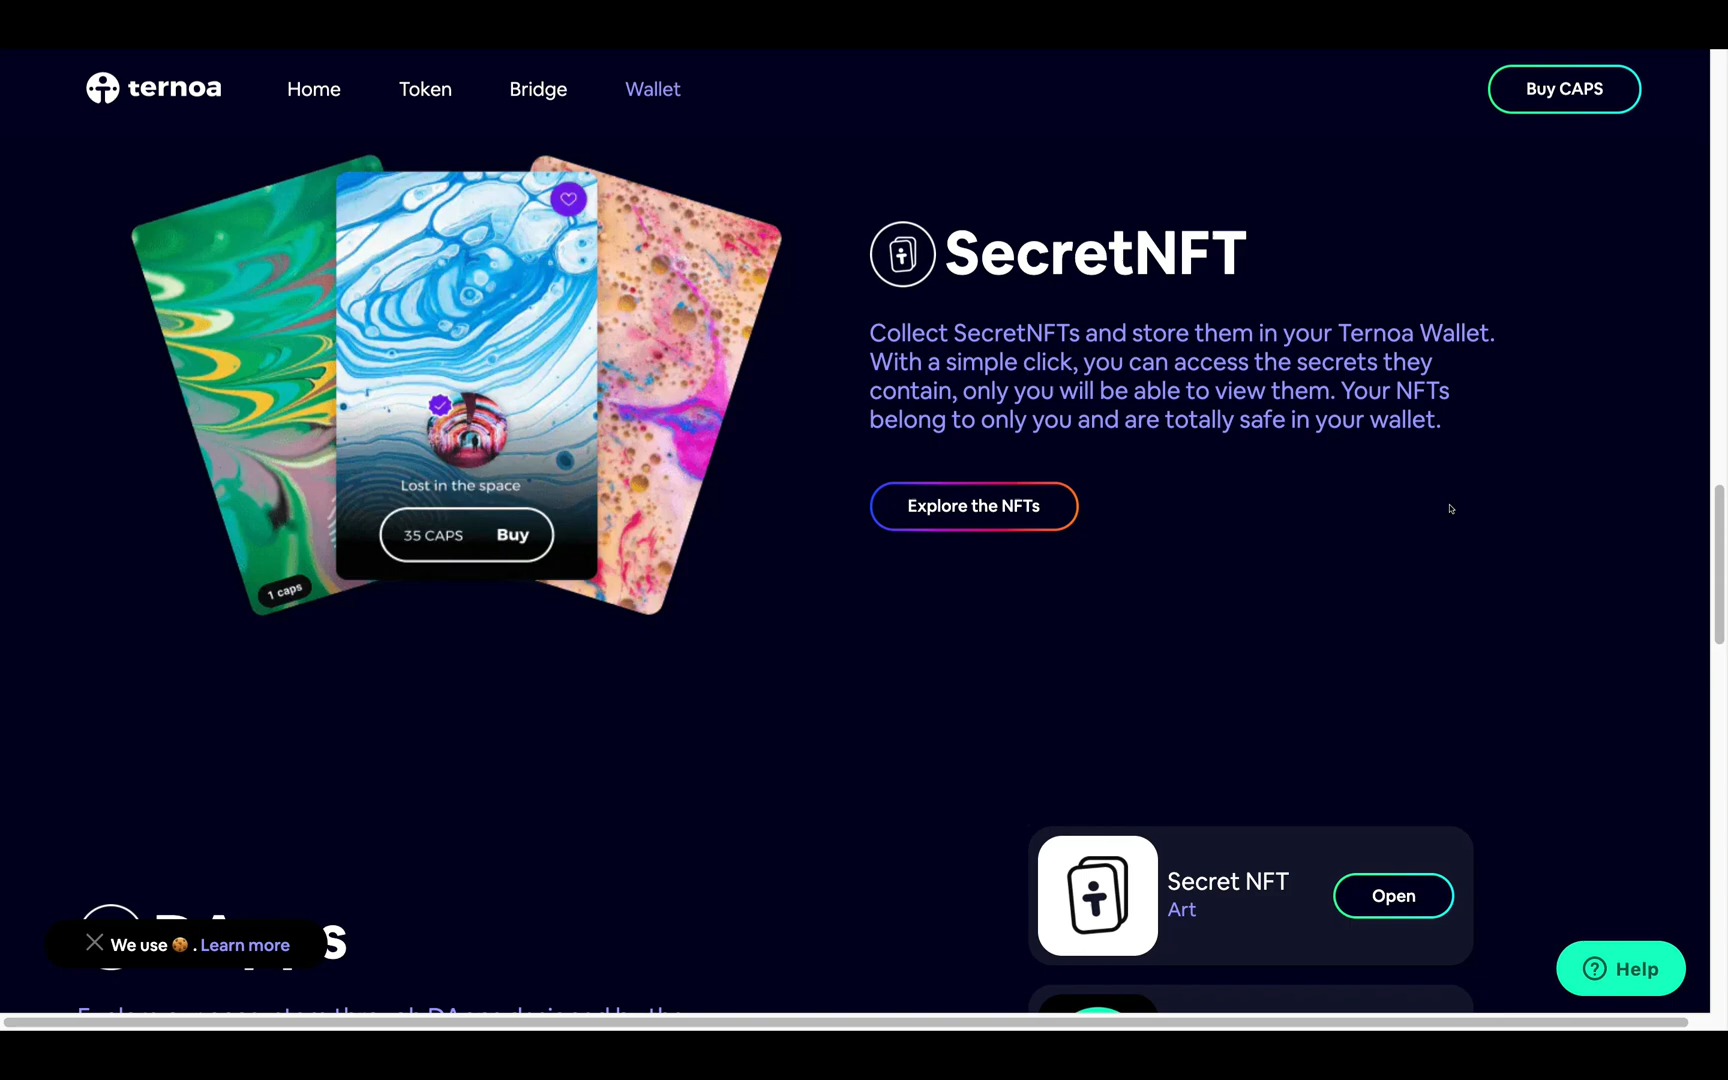 ternoa
Home
Token
Bridge
Wallet
Buy CAPS
SecretNFT
Collect SecretNFTs and store them in your Ternoa Wallet.
With a simple click, you can access the secrets they
contain, only you will be able to view them. Your NFTs
belong to only you and are totally safe in your wallet.
Explore the NFTs
Lost in the space
35 CAPS Buy
1 caps
Secret NFT
Art
Open
We use 🍪 . Learn more
Help